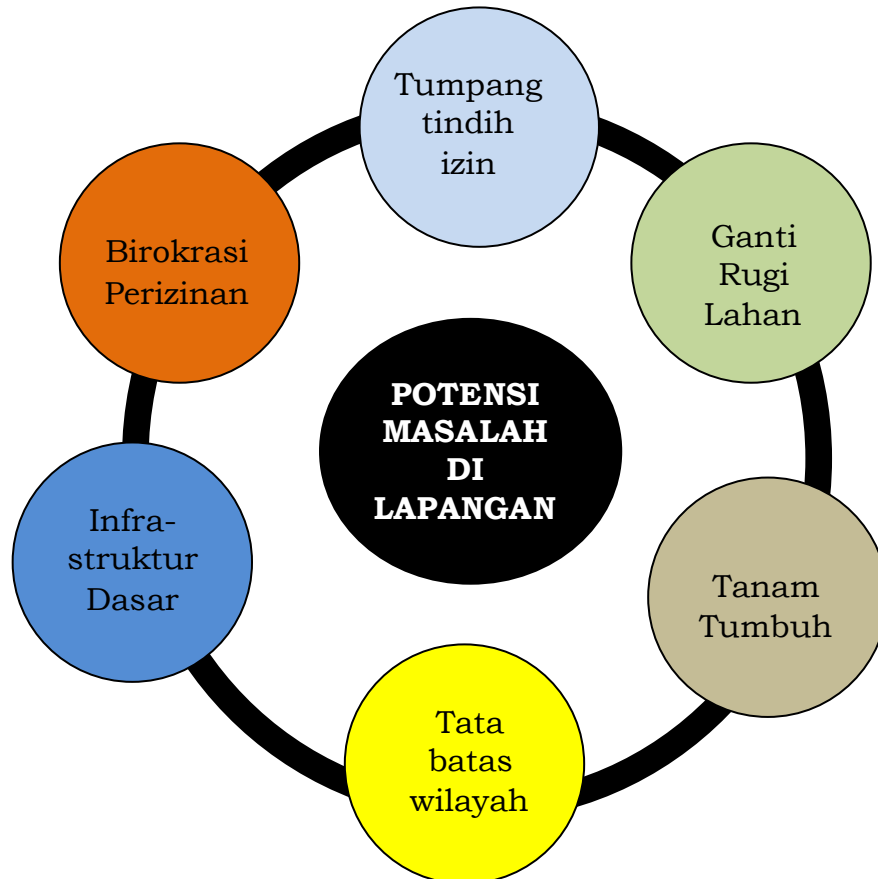 Tumpang
tindih
izin
Ganti
Rugi
Lahan
Tanam
Tumbuh
Tata
batas
wilayah
Infra-
struktur
Dasar
Birokrasi
Perizinan
POTENSI
MASALAH
DI
LAPANGAN